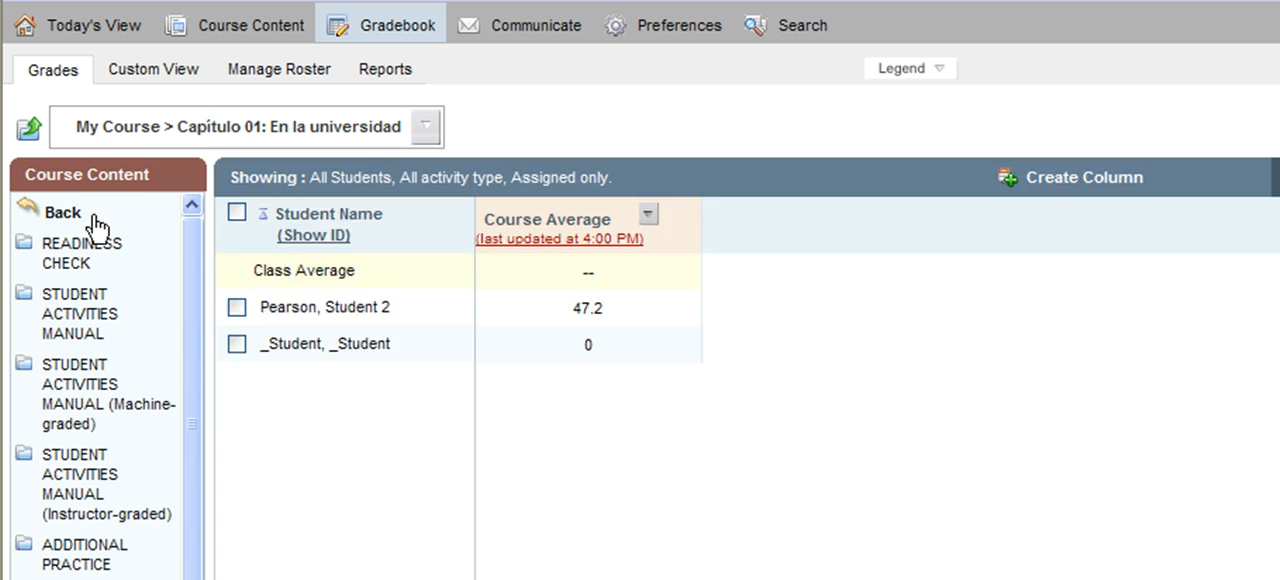 Today's View Course Content Gradebook Communicate Preferences Search
Grades Custom View Manage Roster Reports Legend
My Course > Capítulo 01: En la universidad
Course Content
Back
READINESS
CHECK
STUDENT
ACTIVITIES
MANUAL
STUDENT
ACTIVITIES
MANUAL (Machine-
graded)
STUDENT
ACTIVITIES
MANUAL
(Instructor-graded)
ADDITIONAL
PRACTICE
Showing : All Students, All activity type, Assigned only. Create Column
Student Name
(Show ID)
Course Average
(last updated at 4:00 PM)
Class Average --
Pearson, Student 2 47.2
_Student, _Student 0